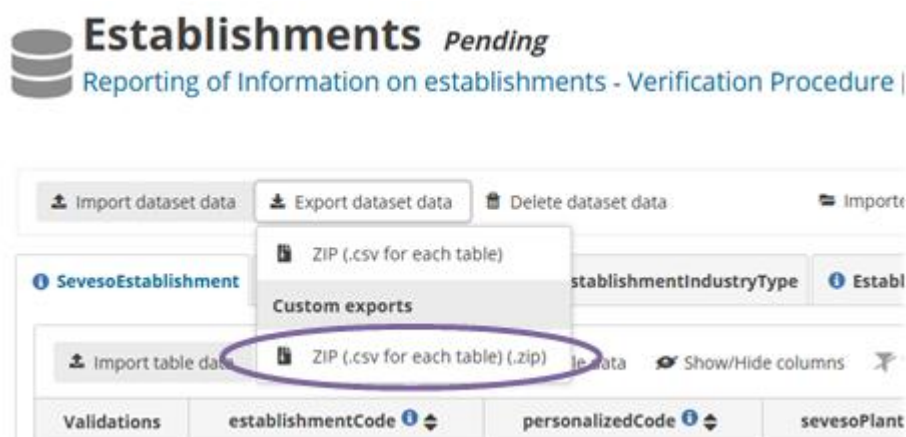 Establishments Pending
Reporting of Information on establishments - Verification Procedure
Import dataset data Export dataset data Delete dataset data
ZIP (.csv for each table)
SevesoEstablishment
Custom exports
ZIP (.csv for each table) (.zip)
Import table data Show/Hide columns
Validations establishmentCode personalizedCode sevesoPlant